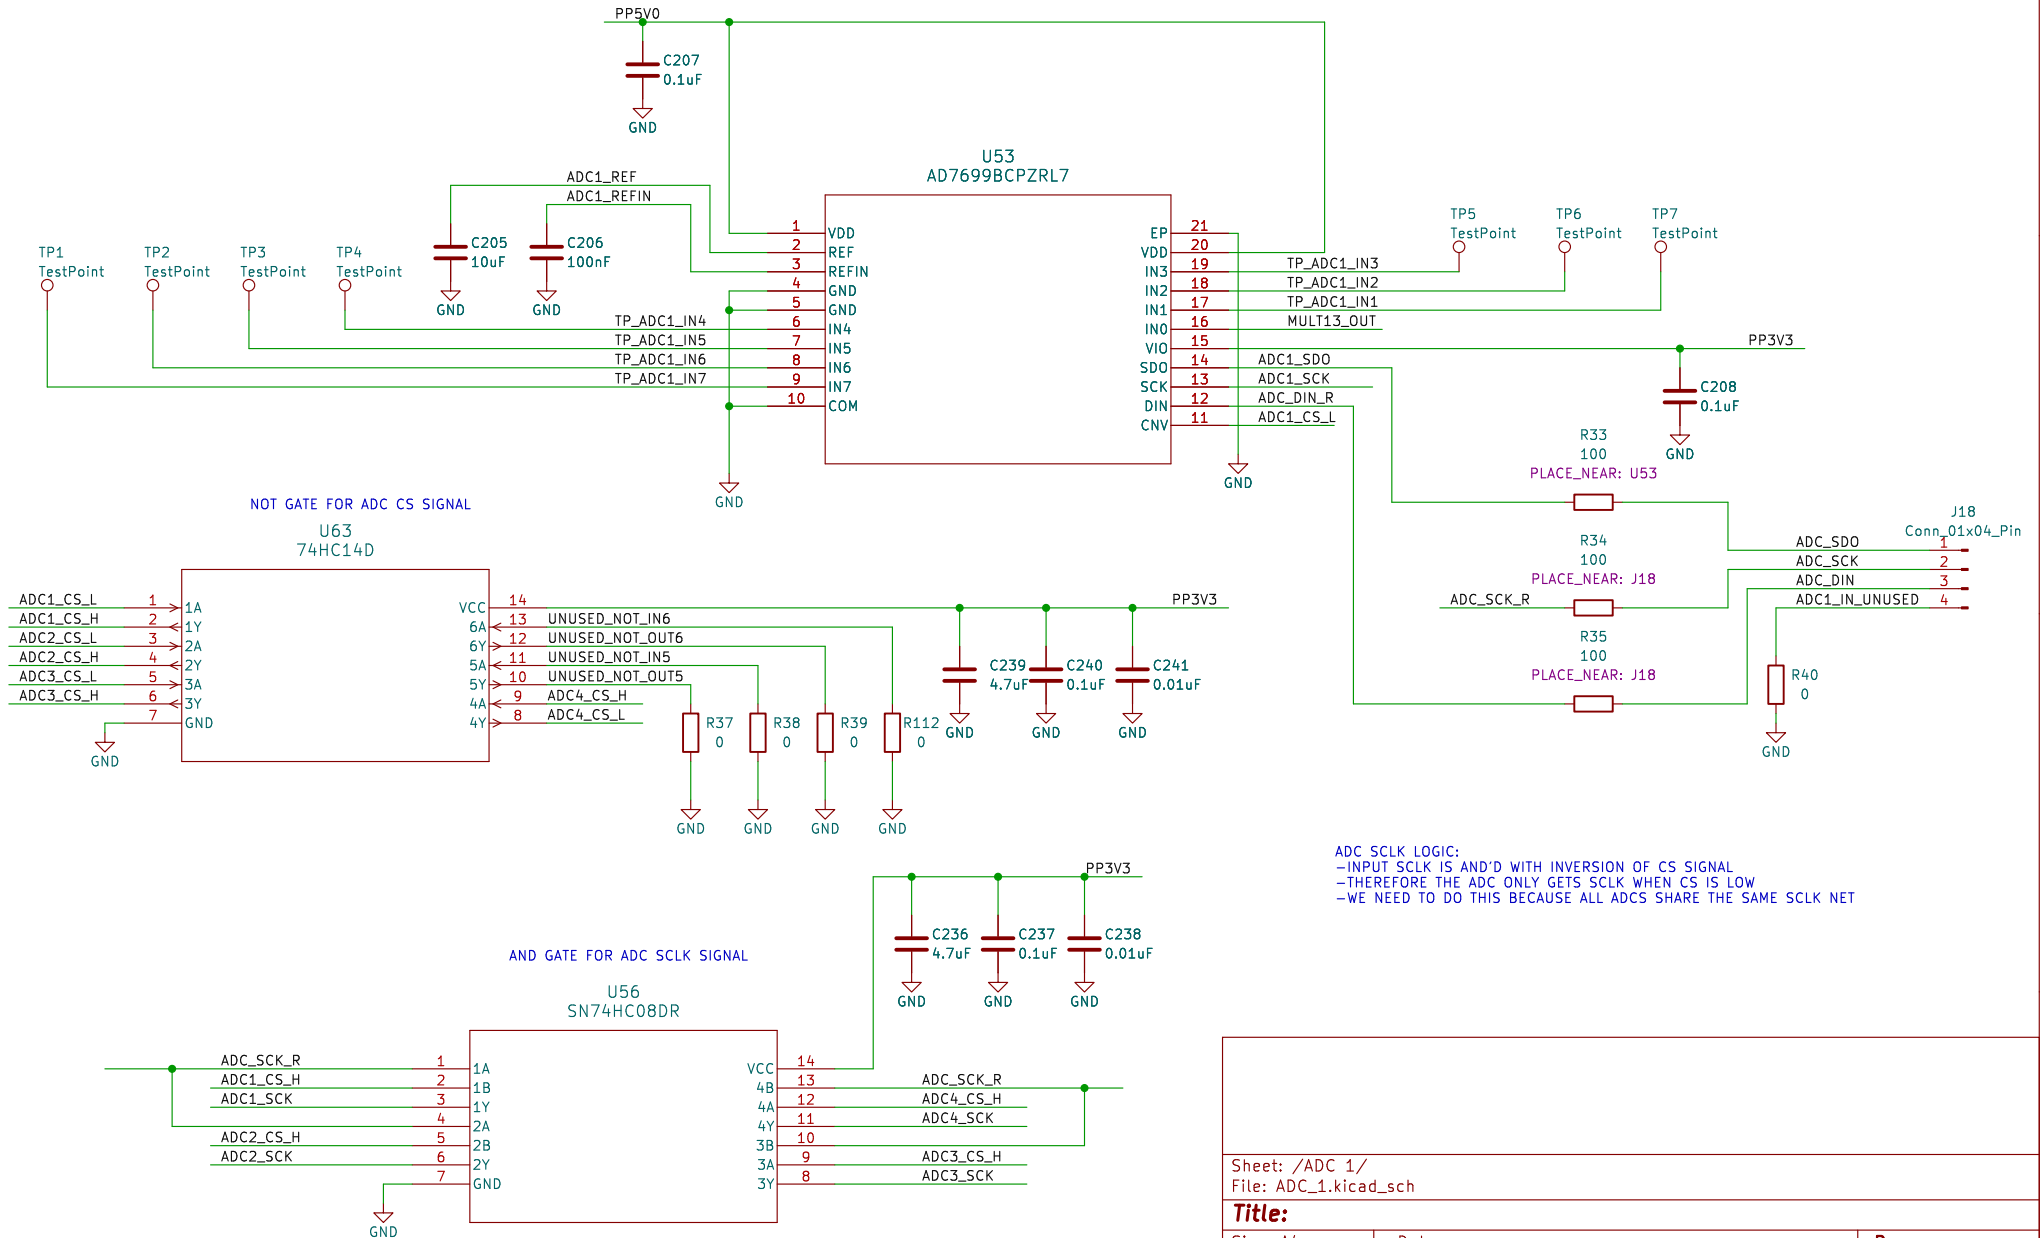 PP5V0
C207
0.1uF
GND
U53
AD7699BCPZRL7
ADC1_REF
ADC1_REFIN
C205
10uF
GND
C206
100nF
GND
TP1
TestPoint
TP2
TestPoint
TP3
TestPoint
TP4
TestPoint
TP_ADC1_IN4
TP_ADC1_IN5
TP_ADC1_IN6
TP_ADC1_IN7
1 VDD
2 REF
3 REFIN
4 GND
5 GND
6 IN4
7 IN5
8 IN6
9 IN7
10 COM
GND
EP 21
VDD 20
IN3 19
IN2 18
IN1 17
IN0 16
VIO 15
SDO 14
SCK 13
DIN 12
CNV 11
TP_ADC1_IN3
TP_ADC1_IN2
TP_ADC1_IN1
MULT13_OUT
ADC1_SDO
ADC1_SCK
ADC_DIN_R
ADC1_CS_L
GND
TP5
TestPoint
TP6
TestPoint
TP7
TestPoint
PP3V3
C208
0.1uF
GND
R33
100
PLACE_NEAR: U53
R34
100
PLACE_NEAR: J18
ADC_SCK_R
R35
100
PLACE_NEAR: J18
J18
Conn_01x04_Pin
ADC_SDO 1
ADC_SCK 2
ADC_DIN 3
ADC1_IN_UNUSED 4
R40
0
GND
NOT GATE FOR ADC CS SIGNAL
U63
74HC14D
ADC1_CS_L 1 1A
ADC1_CS_H 2 1Y
ADC2_CS_L 3 2A
ADC2_CS_H 4 2Y
ADC3_CS_L 5 3A
ADC3_CS_H 6 3Y
7 GND
GND
VCC 14 PP3V3
6A 13 UNUSED_NOT_IN6
6Y 12 UNUSED_NOT_OUT6
5A 11 UNUSED_NOT_IN5
5Y 10 UNUSED_NOT_OUT5
4A 9 ADC4_CS_H
4Y 8 ADC4_CS_L
R37
0
GND
R38
0
GND
R39
0
GND
R112
0
GND
C239
4.7uF
GND
C240
0.1uF
GND
C241
0.01uF
GND
ADC SCLK LOGIC:
-INPUT SCLK IS AND'D WITH INVERSION OF CS SIGNAL
-THEREFORE THE ADC ONLY GETS SCLK WHEN CS IS LOW
-WE NEED TO DO THIS BECAUSE ALL ADCS SHARE THE SAME SCLK NET
PP3V3
C236
4.7uF
GND
C237
0.1uF
GND
C238
0.01uF
GND
AND GATE FOR ADC SCLK SIGNAL
U56
SN74HC08DR
ADC_SCK_R 1 1A
ADC1_CS_H 2 1B
ADC1_SCK 3 1Y
4 2A
ADC2_CS_H 5 2B
ADC2_SCK 6 2Y
7 GND
GND
VCC 14
4B 13 ADC_SCK_R
4A 12 ADC4_CS_H
4Y 11 ADC4_SCK
3B 10
3A 9 ADC3_CS_H
3Y 8 ADC3_SCK
Sheet: /ADC 1/
File: ADC_1.kicad_sch
Title: